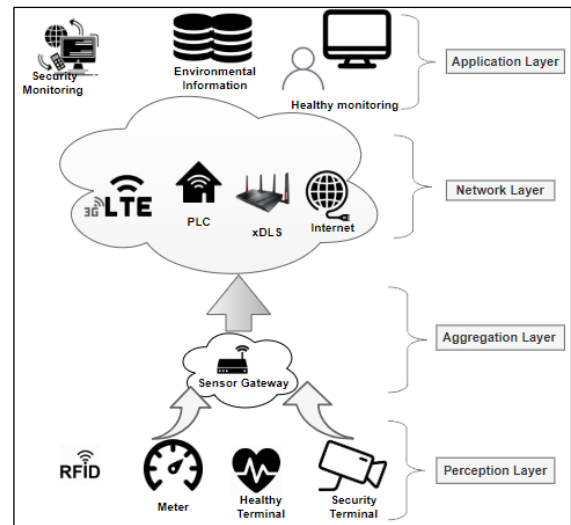 Security
Monitoring
Environmental
Information
Healthy monitoring
Application Layer
3G LTE
PLC
xDLS
Internet
Network Layer
Sensor Gateway
Aggregation Layer
RFID
Meter
Healthy
Terminal
Security
Terminal
Perception Layer